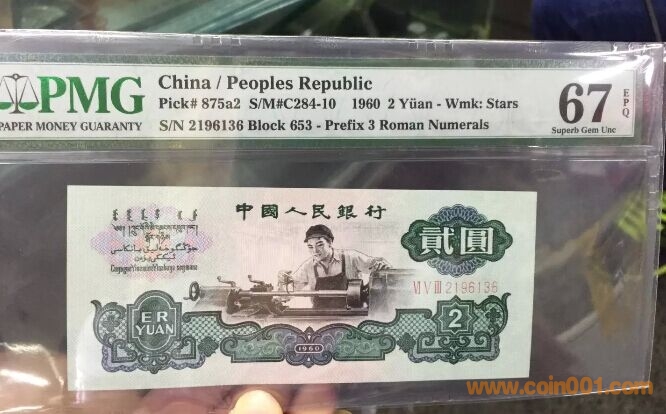 PMG
PAPER MONEY GUARANTY
China / Peoples Republic
Pick# 875a2 S/M#C284-10 1960 2 Yüan - Wmk: Stars
S/N 2196136 Block 653 - Prefix 3 Roman Numerals
67
EPQ
Superb Gem Unc
中國人民銀行
貳圓
VI V III 2196136
ER
YUAN
1960
2
www.coin001.com